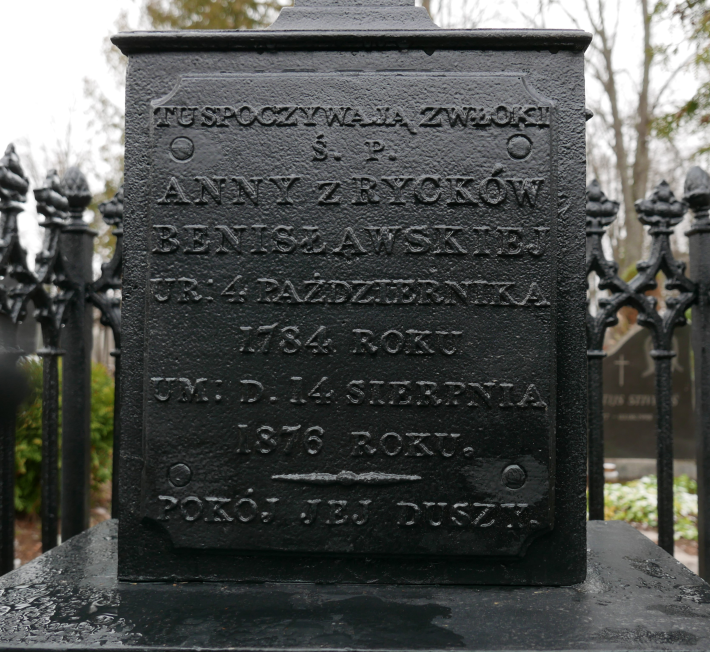 TU SPOCZYWAJĄ ZWŁOKI
Ś. P.
ANNY z RYCKÓW
BENISŁAWSKIEJ
UR: 4 PAŹDZIERNIKA
1784 ROKU
UM: D. 14 SIERPNIA
1876 ROKU.
POKÓJ JEJ DUSZY.